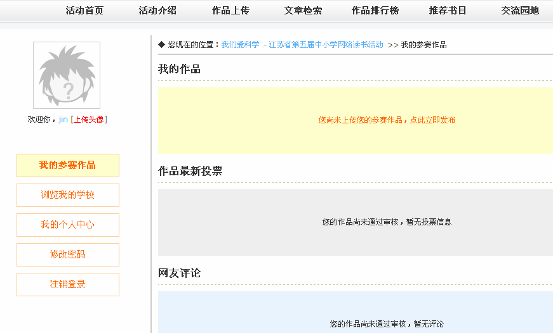 活动首页 活动介绍 作品上传 文章检索 作品排行榜 推荐书目 交流园地
◆ 您现在的位置：我们爱科学 - 江苏省第五届中小学网络读书活动 >> 我的参赛作品
欢迎你，jin [上传头像]
我的参赛作品
浏览我的学校
我的个人中心
修改密码
注销登录
我的作品
您尚未上传您的参赛作品，点此立即发布
作品最新投票
您的作品尚未通过审核，暂无投票信息
网友评论
您的作品尚未通过审核，暂无评论